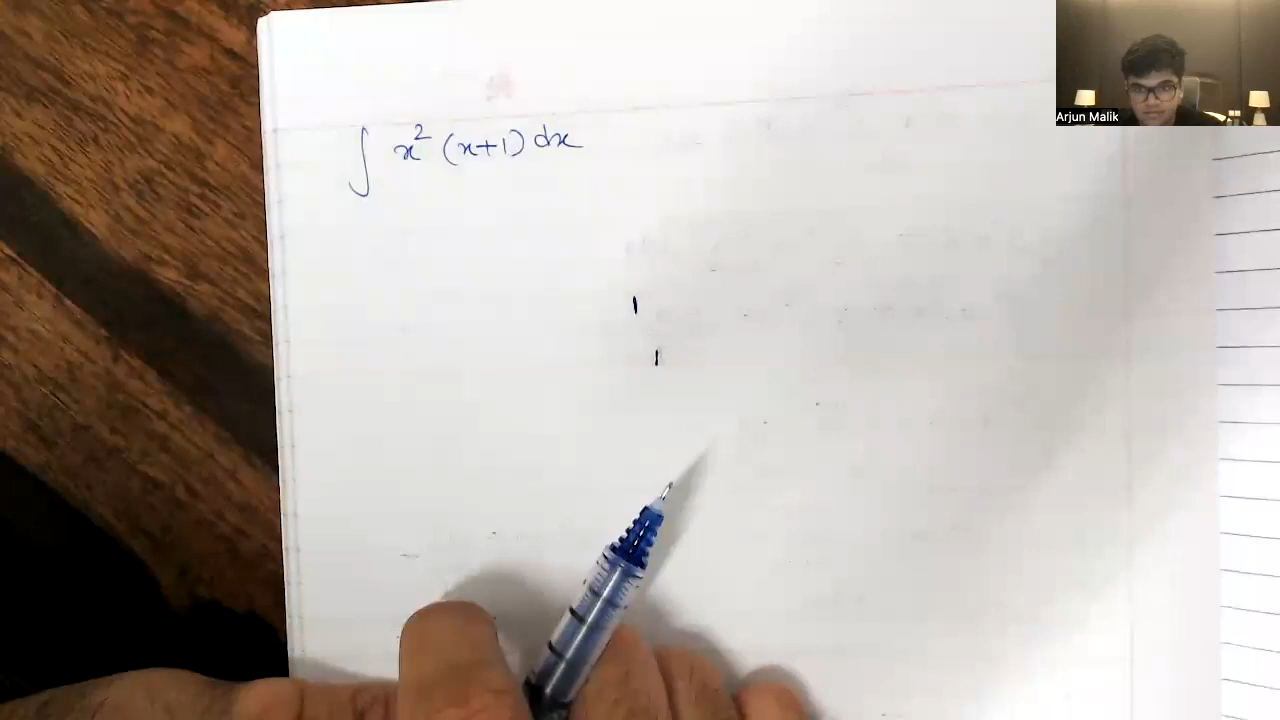 ∫ x² (x+1) dx
Arjun Malik